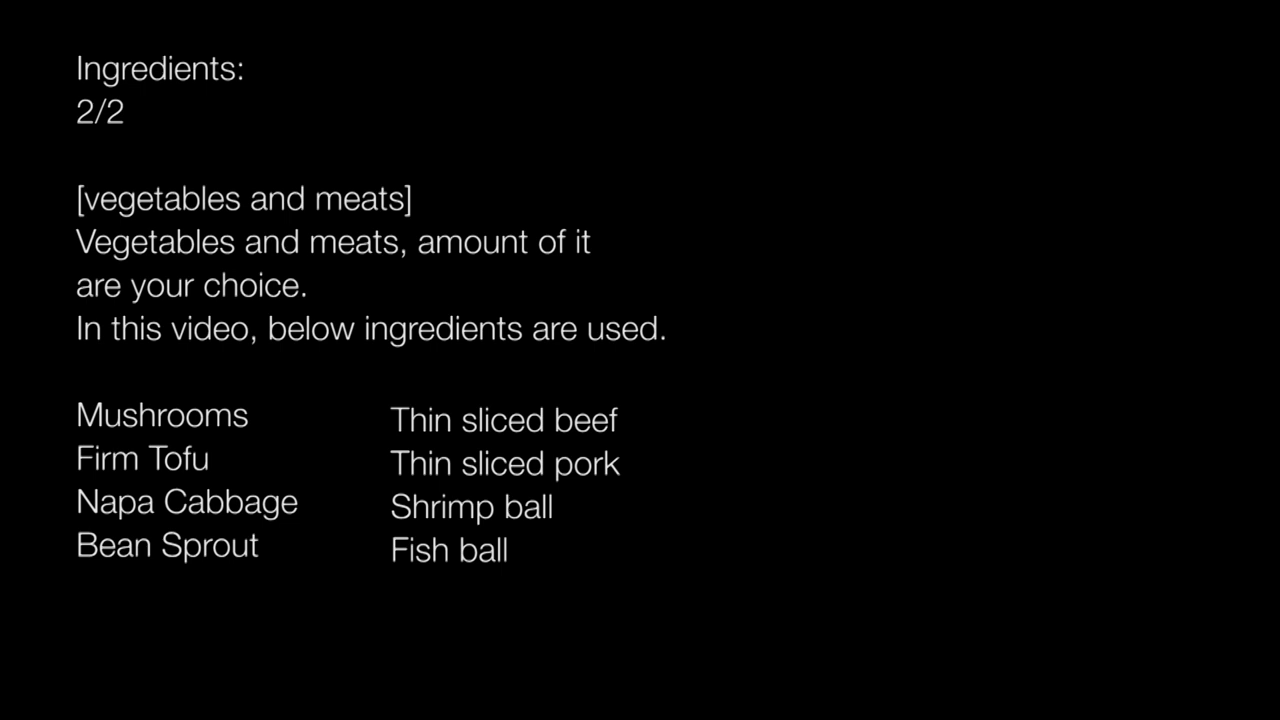 Ingredients:
2/2
[vegetables and meats]
Vegetables and meats, amount of it
are your choice.
In this video, below ingredients are used.
Mushrooms
Firm Tofu
Napa Cabbage
Bean Sprout
Thin sliced beef
Thin sliced pork
Shrimp ball
Fish ball